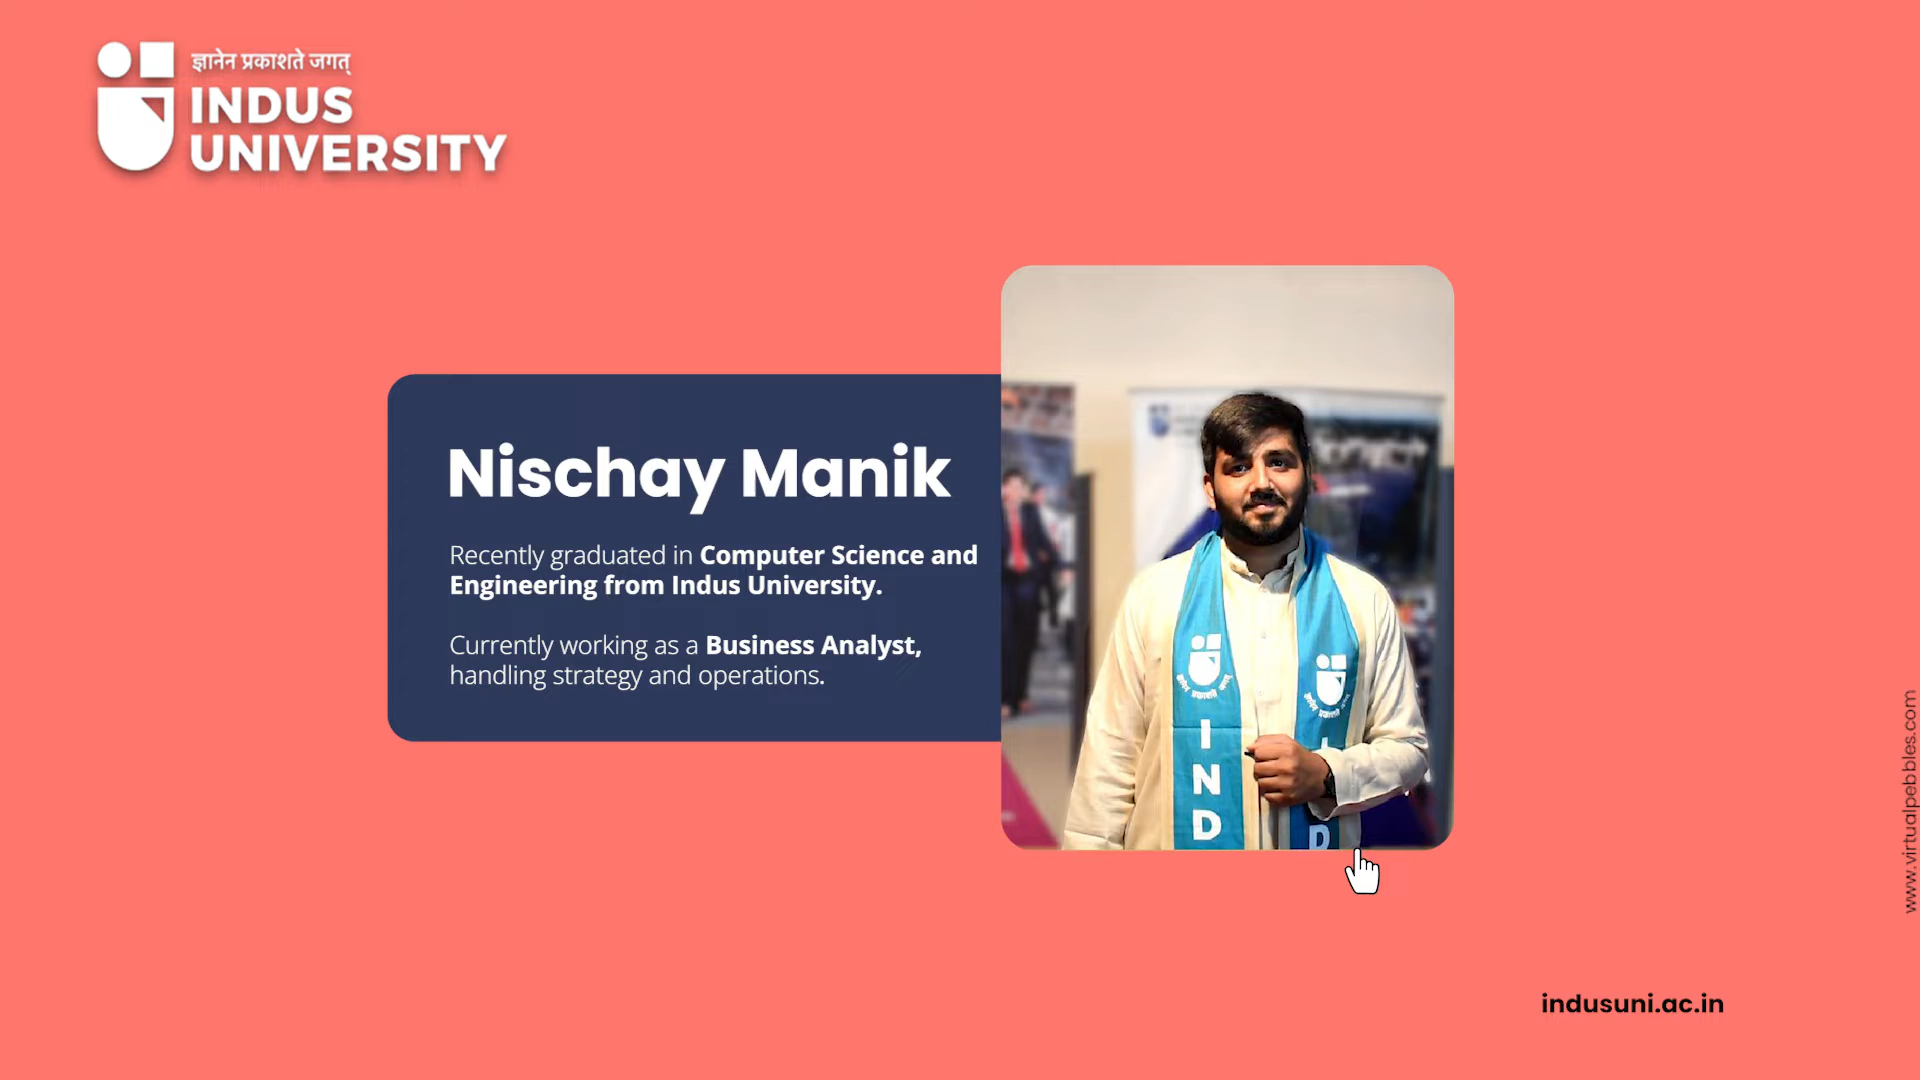 ज्ञानेन प्रकाशते जगत्
INDUS
UNIVERSITY
Nischay Manik
Recently graduated in Computer Science and
Engineering from Indus University.
Currently working as a Business Analyst,
handling strategy and operations.
I
N
D
I
D
www.virtualpebbles.com
indusuni.ac.in